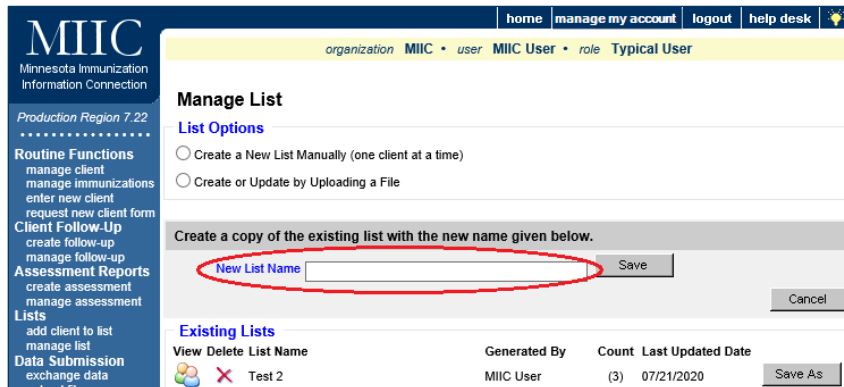 home manage my account logout help desk
MIIC
Minnesota Immunization
Information Connection
organization MIIC • user MIIC User • role Typical User
Production Region 7.22
Routine Functions
manage client
manage immunizations
enter new client
request new client form
Client Follow-Up
create follow-up
manage follow-up
Assessment Reports
create assessment
manage assessment
Lists
add client to list
manage list
Data Submission
exchange data
Manage List
List Options
Create a New List Manually (one client at a time)
Create or Update by Uploading a File
Create a copy of the existing list with the new name given below.
New List Name Save
Cancel
Existing Lists
View Delete List Name Generated By Count Last Updated Date
Test 2 MIIC User (3) 07/21/2020 Save As